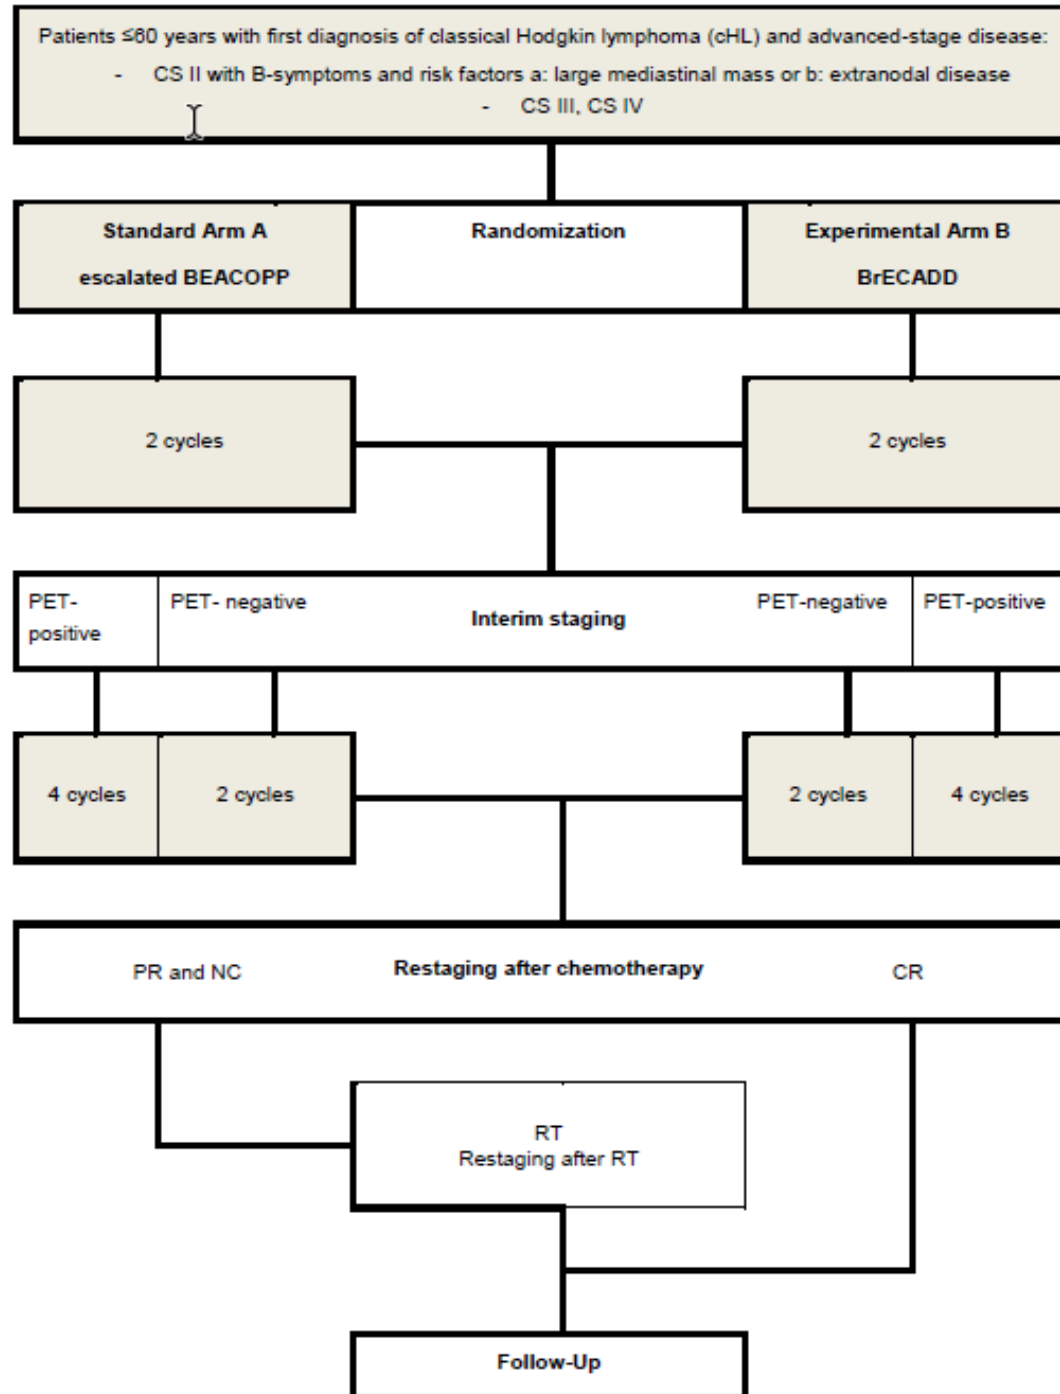 Patients ≤60 years with first diagnosis of classical Hodgkin lymphoma (cHL) and advanced-stage disease:
- CS II with B-symptoms and risk factors a: large mediastinal mass or b: extranodal disease
- CS III, CS IV
Standard Arm A
escalated BEACOPP
Randomization
Experimental Arm B
BrECADD
2 cycles
2 cycles
PET-
positive
PET- negative
Interim staging
PET-negative
PET-positive
4 cycles
2 cycles
2 cycles
4 cycles
PR and NC
Restaging after chemotherapy
CR
RT
Restaging after RT
Follow-Up